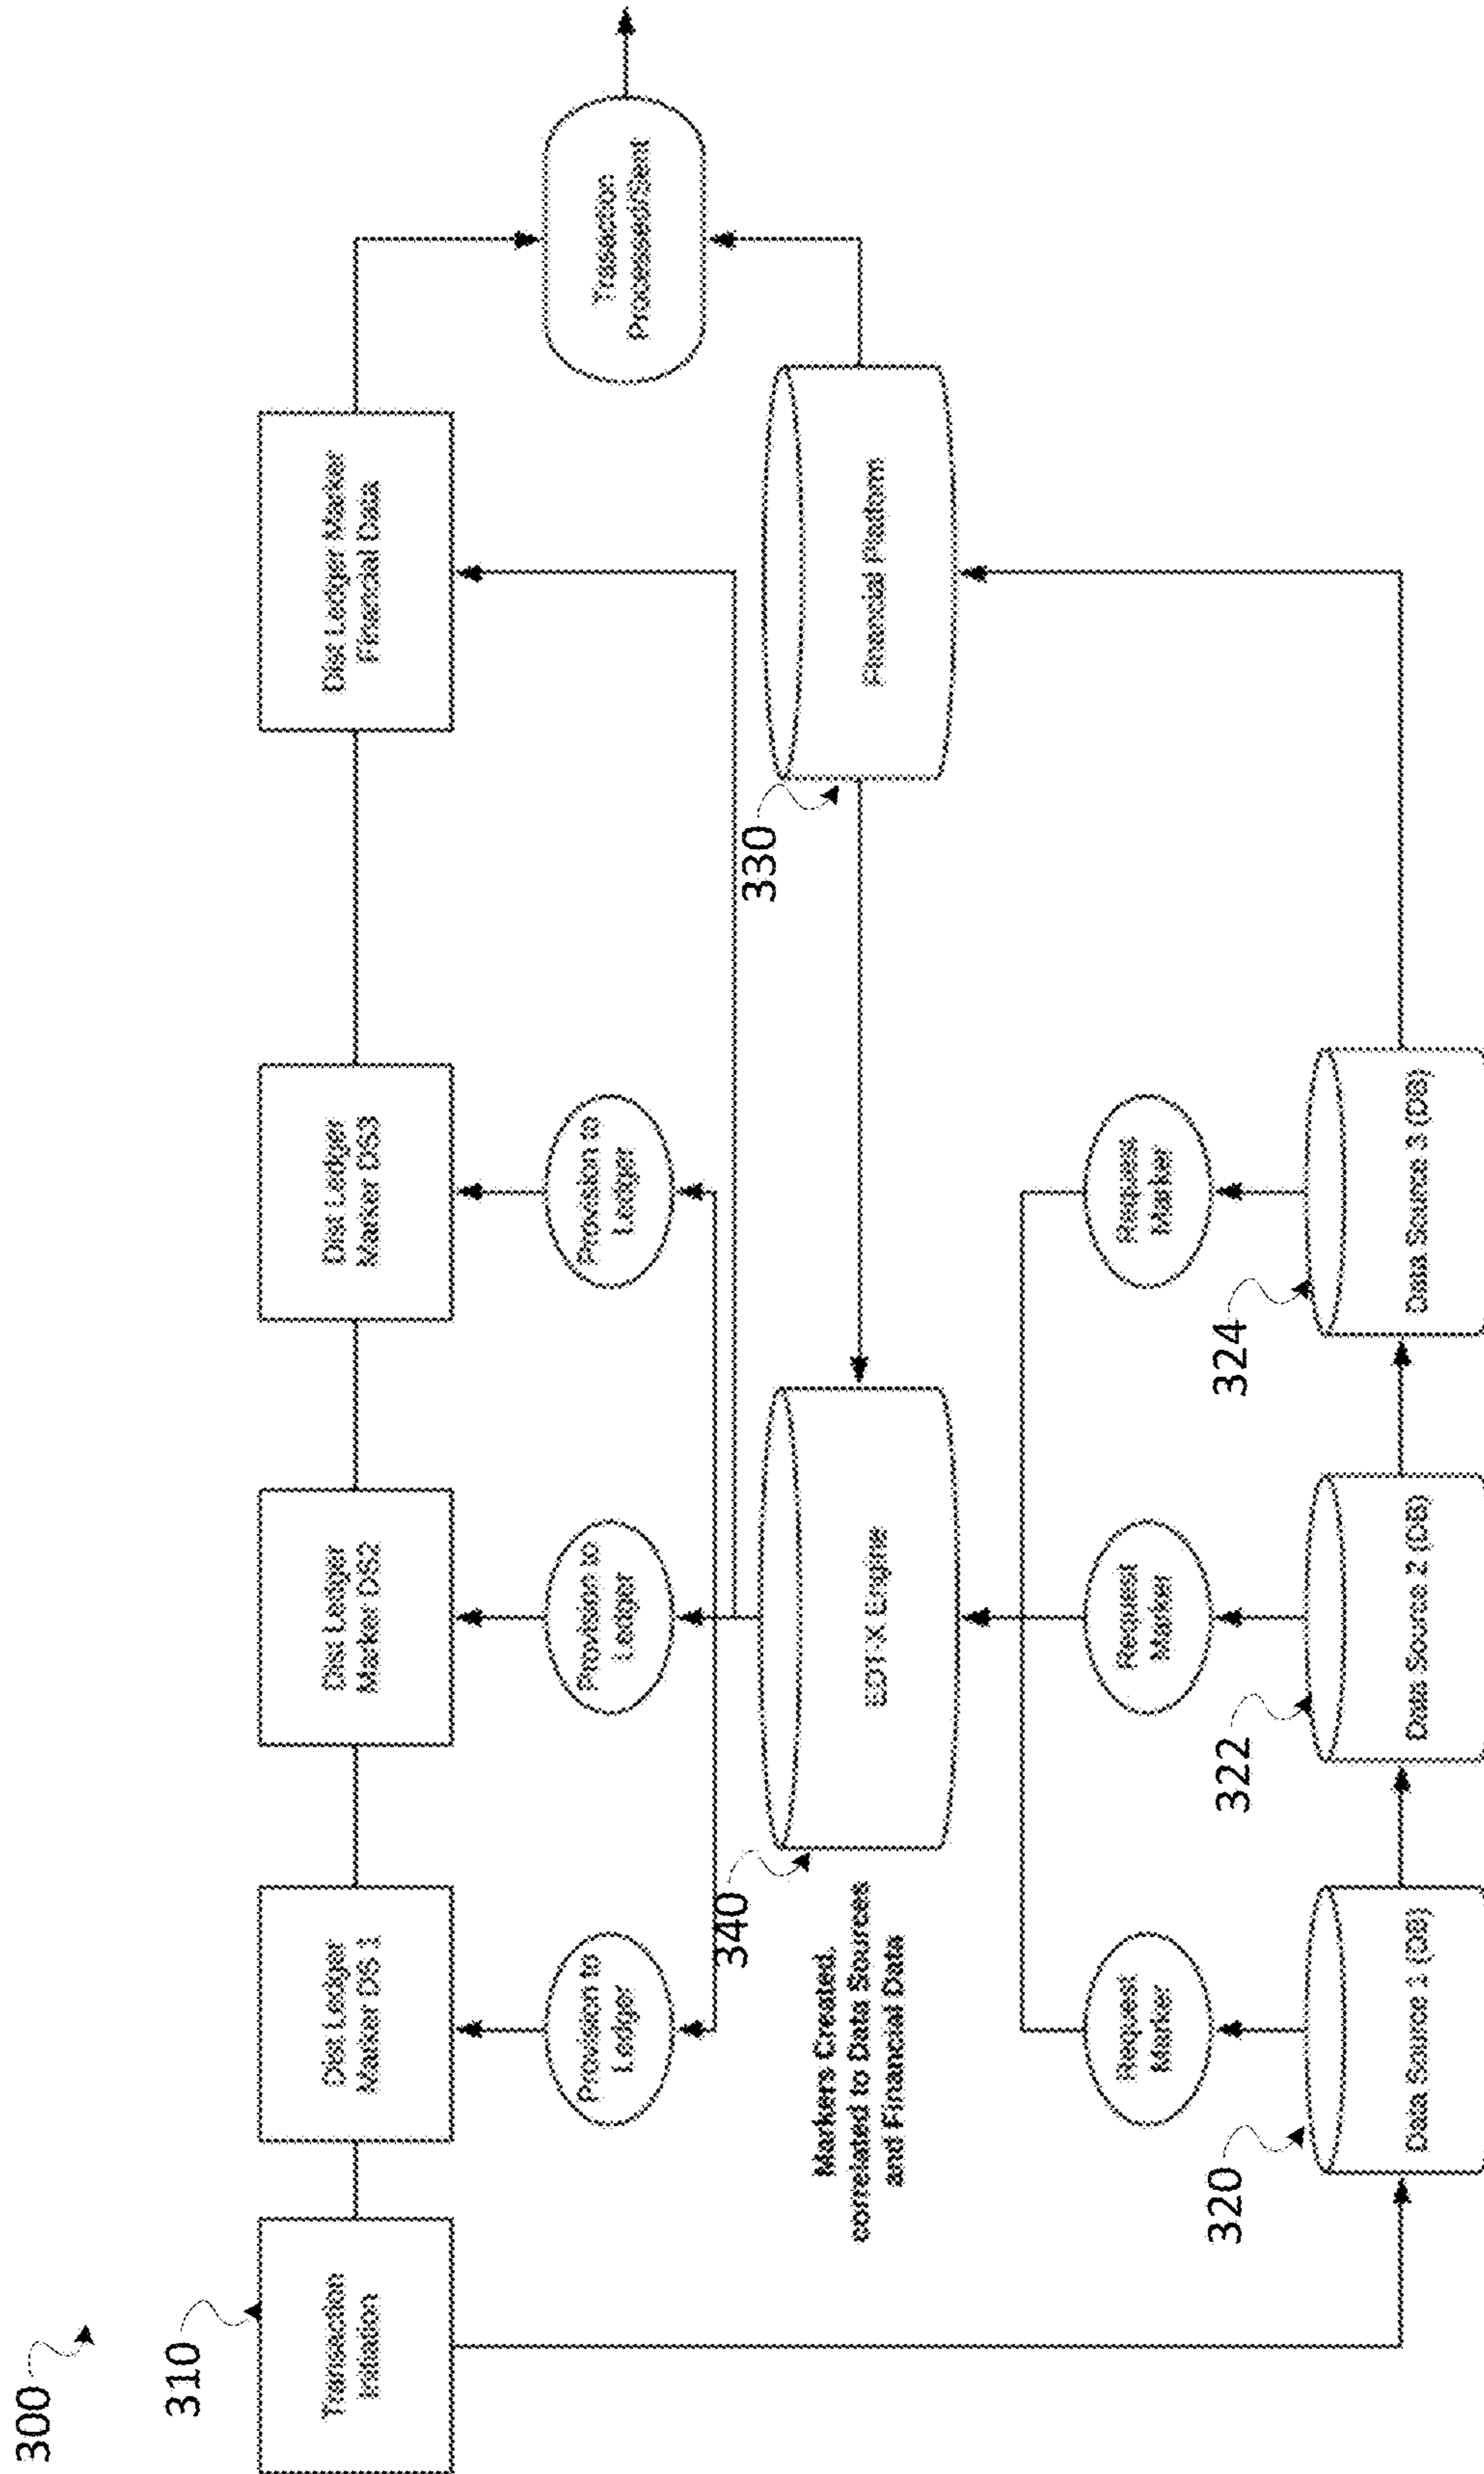 300
310
Transaction
Initiation
Dist Ledger
Marker DS 1
Dist Ledger
Marker DS2
Dist Ledger
Marker DS3
Dist Ledger Marker
Financial Data
Provision to
Ledger
Provision to
Ledger
Provision to
Ledger
Trasaction
Processed/Sent
340
Markers Created,
correlated to Data Sources
and Financial Data
EDT-X Engine
330
Financial Platform
Request
Marker
Request
Marker
Request
Marker
320
322
324
Data Source 1 (DB)
Data Source 2 (DB)
Data Source 3 (DB)